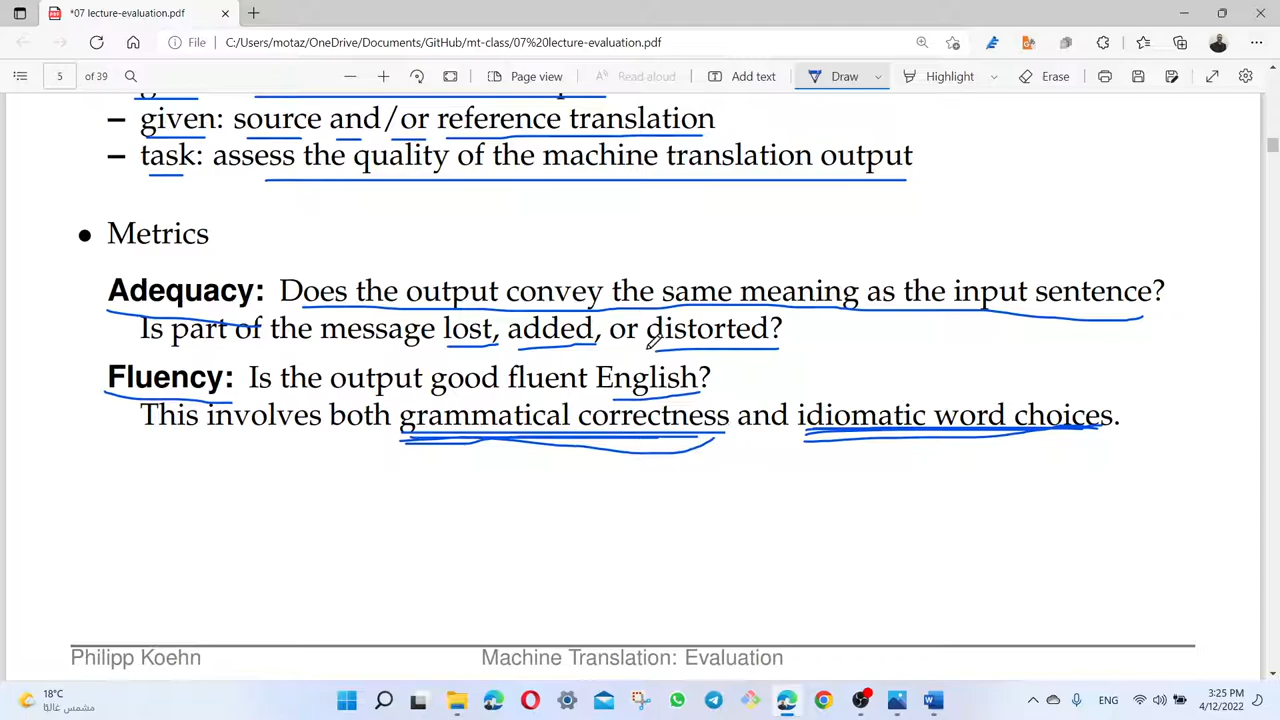 *07 lecture-evaluation.pdf
File
C:/Users/motaz/OneDrive/Documents/GitHub/mt-class/07%20lecture-evaluation.pdf
5 of 39
Page view
Read aloud
Add text
Draw
Highlight
Erase
– given: source and/or reference translation
– task: assess the quality of the machine translation output
• Metrics
Adequacy: Does the output convey the same meaning as the input sentence?
Is part of the message lost, added, or distorted?
Fluency: Is the output good fluent English?
This involves both grammatical correctness and idiomatic word choices.
Philipp Koehn
Machine Translation: Evaluation
18°C
مشمس غالبًا
ENG
3:25 PM
4/12/2022